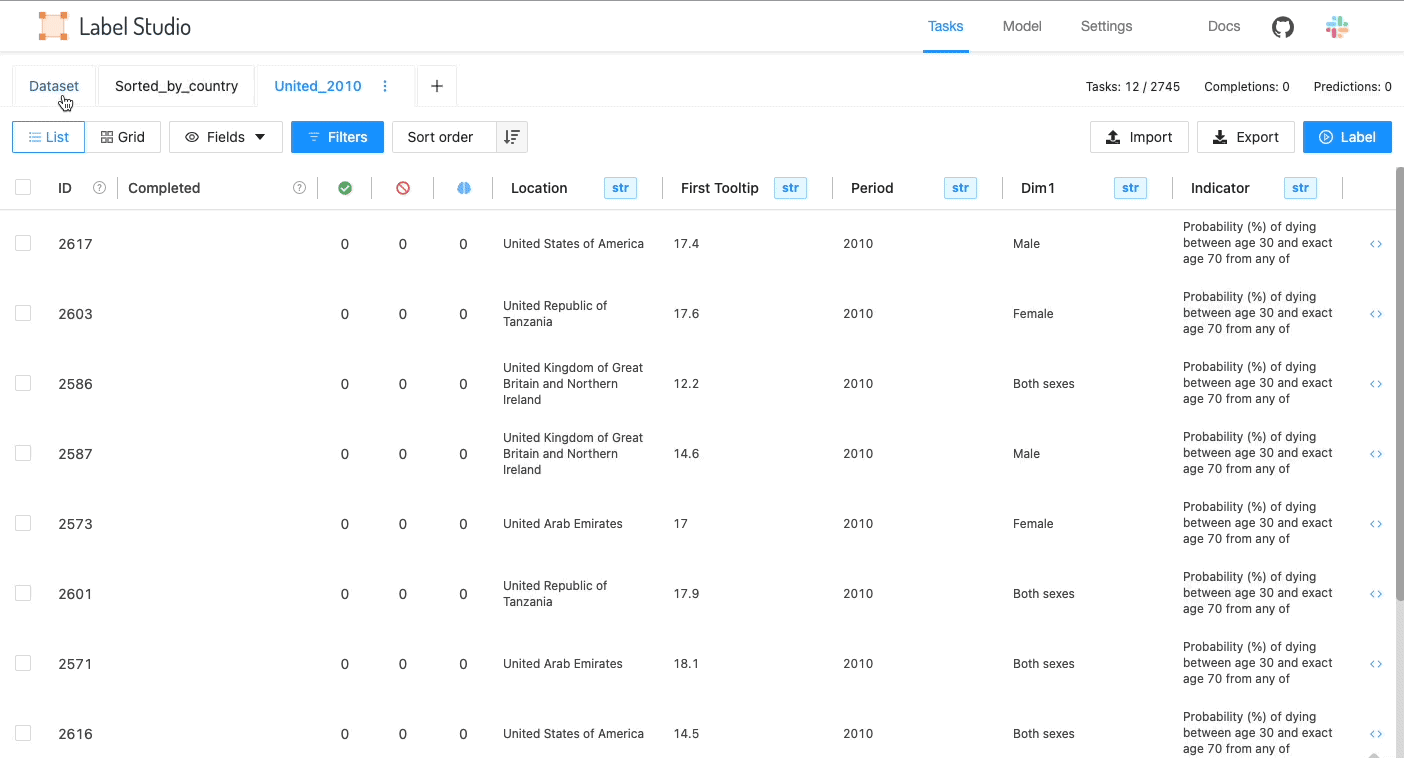 Label Studio
Tasks Model Settings Docs
Dataset Sorted_by_country United_2010 + Tasks: 12 / 2745 Completions: 0 Predictions: 0
List Grid Fields Filters Sort order Import Export Label
ID ? Completed ? Location str First Tooltip str Period str Dim1 str Indicator str
2617 0 0 0 United States of America 17.4 2010 Male Probability (%) of dying
between age 30 and exact
age 70 from any of
<>
2603 0 0 0 United Republic of
Tanzania
17.6 2010 Female Probability (%) of dying
between age 30 and exact
age 70 from any of
<>
2586 0 0 0 United Kingdom of Great
Britain and Northern
Ireland
12.2 2010 Both sexes Probability (%) of dying
between age 30 and exact
age 70 from any of
<>
2587 0 0 0 United Kingdom of Great
Britain and Northern
Ireland
14.6 2010 Male Probability (%) of dying
between age 30 and exact
age 70 from any of
<>
2573 0 0 0 United Arab Emirates 17 2010 Female Probability (%) of dying
between age 30 and exact
age 70 from any of
<>
2601 0 0 0 United Republic of
Tanzania
17.9 2010 Both sexes Probability (%) of dying
between age 30 and exact
age 70 from any of
<>
2571 0 0 0 United Arab Emirates 18.1 2010 Both sexes Probability (%) of dying
between age 30 and exact
age 70 from any of
<>
2616 0 0 0 United States of America 14.5 2010 Both sexes Probability (%) of dying
between age 30 and exact
age 70 from any of
<>